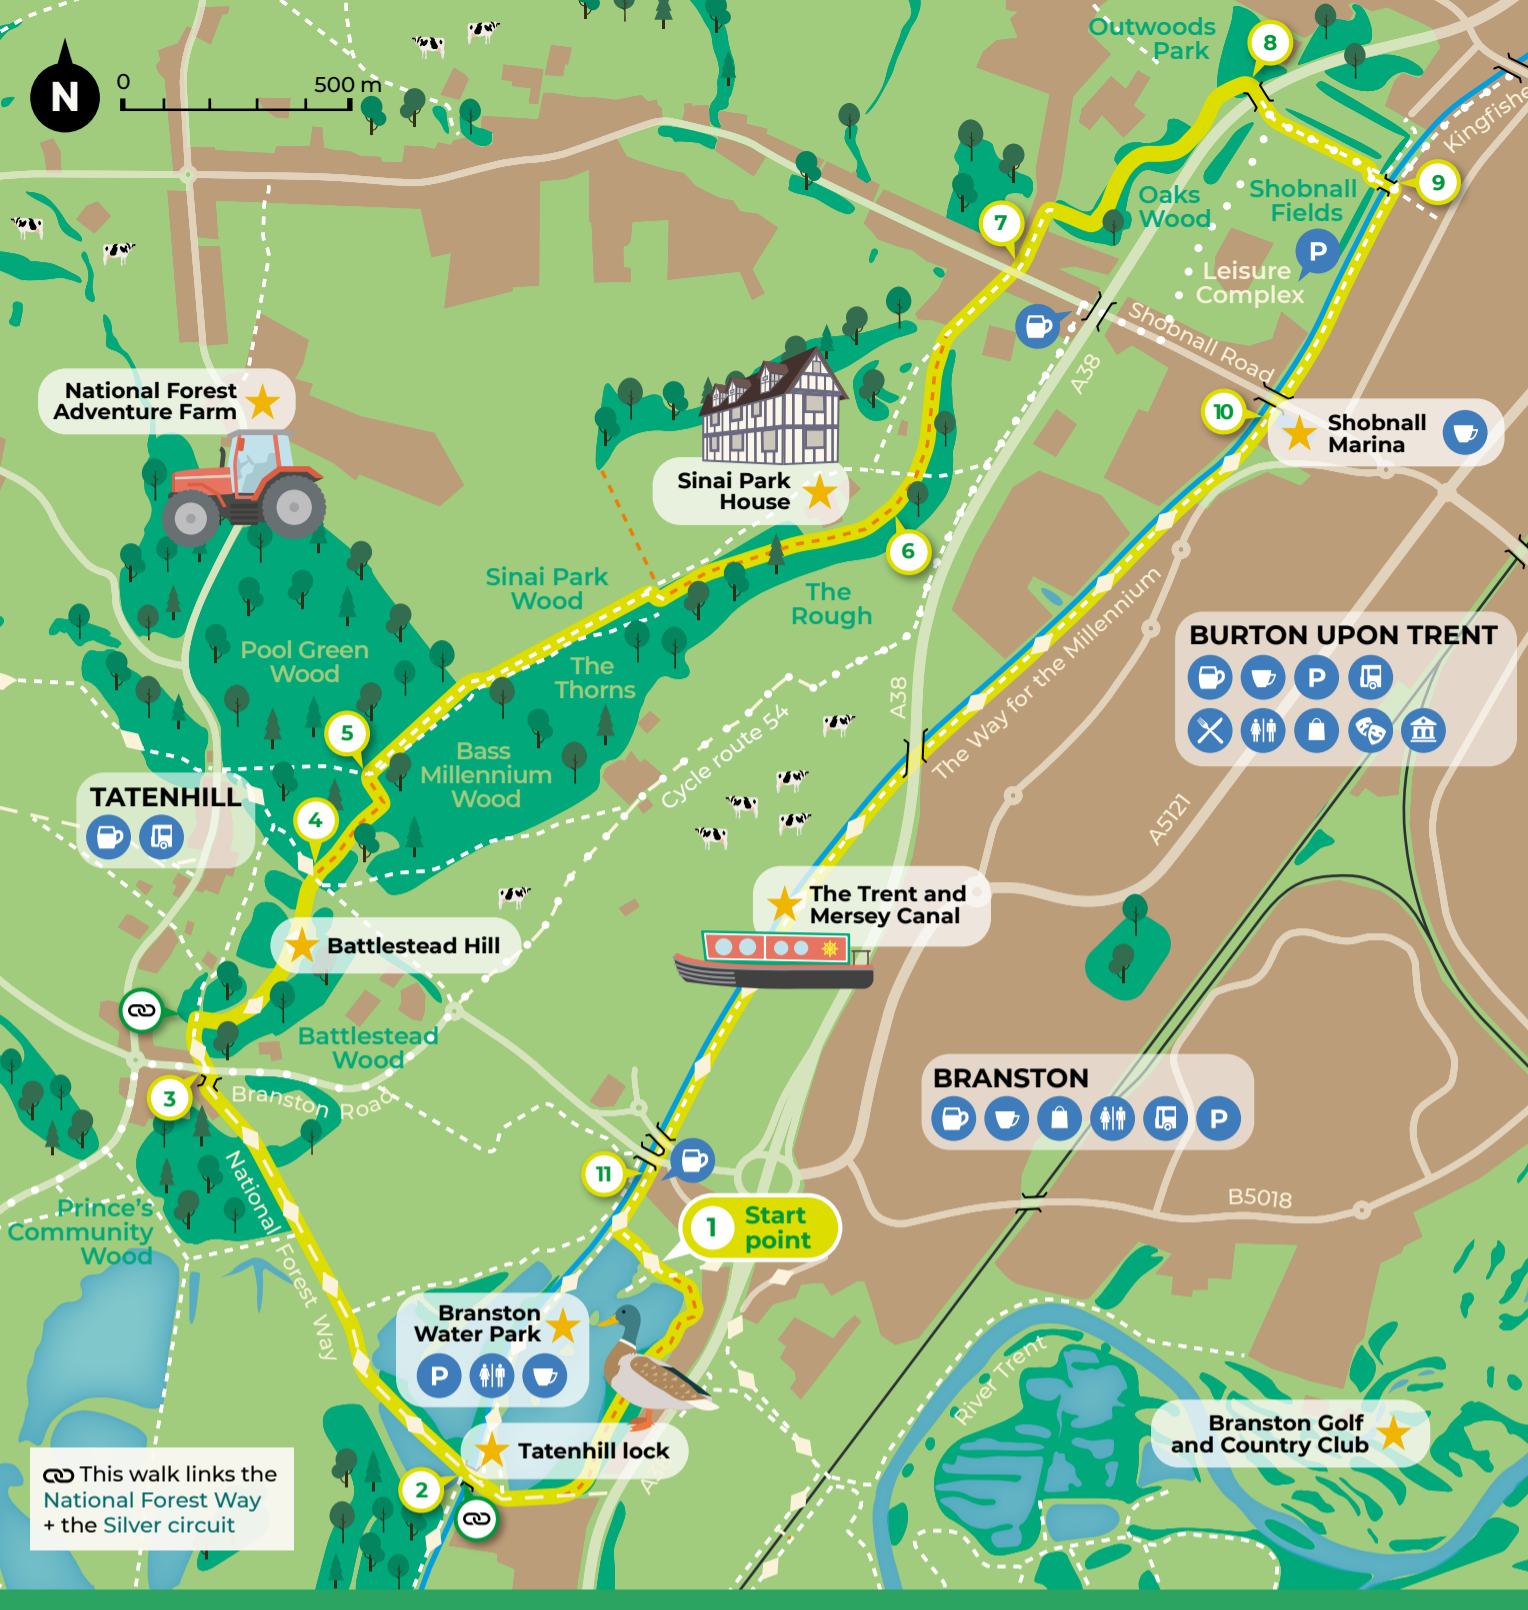 N
0
500 m
Outwoods
Park
8
Kingfishe
9
Oaks
Wood
Shobnall
Fields
P
7
Leisure
Complex
Shobnall Road
A38
10
Shobnall
Marina
National Forest
Adventure Farm
Sinai Park
House
6
Sinai Park
Wood
The
Rough
Pool Green
Wood
The
Thorns
5
Bass
Millennium
Wood
Cycle route 54
A38
The Way for the Millennium
BURTON UPON TRENT
P
A5121
TATENHILL
4
The Trent and
Mersey Canal
Battlestead Hill
Battlestead
Wood
3
Branston Road
BRANSTON
P
11
1
Start
point
B5018
National Forest Way
Prince's
Community
Wood
Branston
Water Park
P
River Trent
Branston Golf
and Country Club
Tatenhill lock
2
This walk links the
National Forest Way
+ the Silver circuit